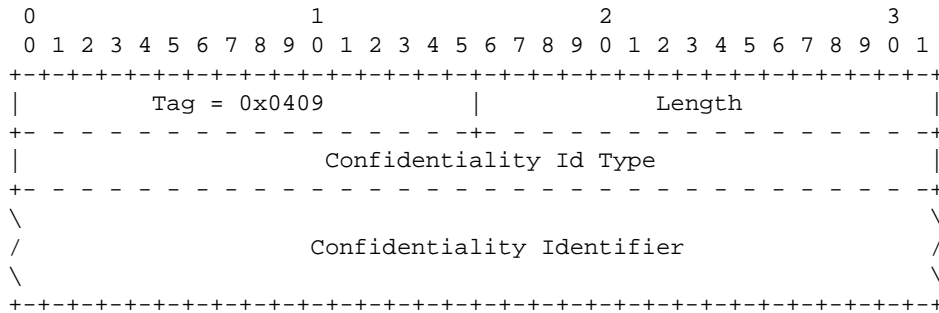 0                   1                   2                   3
 0 1 2 3 4 5 6 7 8 9 0 1 2 3 4 5 6 7 8 9 0 1 2 3 4 5 6 7 8 9 0 1
+-+-+-+-+-+-+-+-+-+-+-+-+-+-+-+-+-+-+-+-+-+-+-+-+-+-+-+-+-+-+-+-+
|         Tag = 0x0409          |            Length             |
+- - - - - - - - - - - - - - - -+- - - - - - - - - - - - - - - -+
|                     Confidentiality Id Type                   |
+- - - - - - - - - - - - - - - - - - - - - - - - - - - - - - - -+
\                                                               \
/                    Confidentiality Identifier                 /
\                                                               \
+-+-+-+-+-+-+-+-+-+-+-+-+-+-+-+-+-+-+-+-+-+-+-+-+-+-+-+-+-+-+-+-+